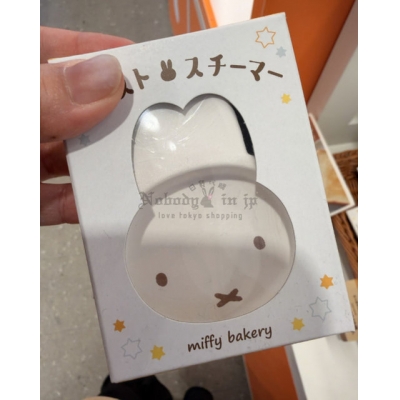 スト スチーマー
Nobody in jp
love tokyo shopping
miffy bakery